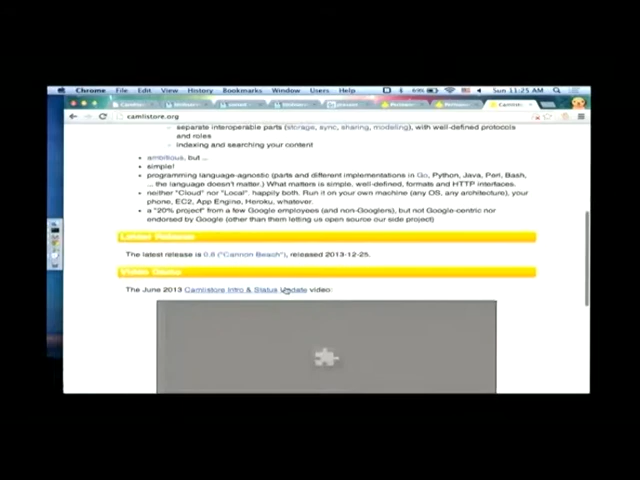 Chrome File Edit View History Bookmarks Window Users Help Sun 11:25 AM
camlistore.org
separate interoperable parts (storage, sync, sharing, modeling), with well-defined protocols
and roles
indexing and searching your content
ambitious, but ...
simple!
programming language-agnostic (parts and different implementations in Go, Python, Java, Perl, Bash,
... the language doesn't matter.) What matters is simple, well-defined, formats and HTTP interfaces.
neither "Cloud" nor "Local". happily both. Run it on your own machine (any OS, any architecture), your
phone, EC2, App Engine, Heroku, whatever.
a "20% project" from a few Google employees (and non-Googlers), but not Google-centric nor
endorsed by Google (other than them letting us open source our side project)
Latest Release
The latest release is 0.6 ("Cannon Beach"), released 2013-12-25.
Video Demo
The June 2013 Camlistore Intro & Status Update video: